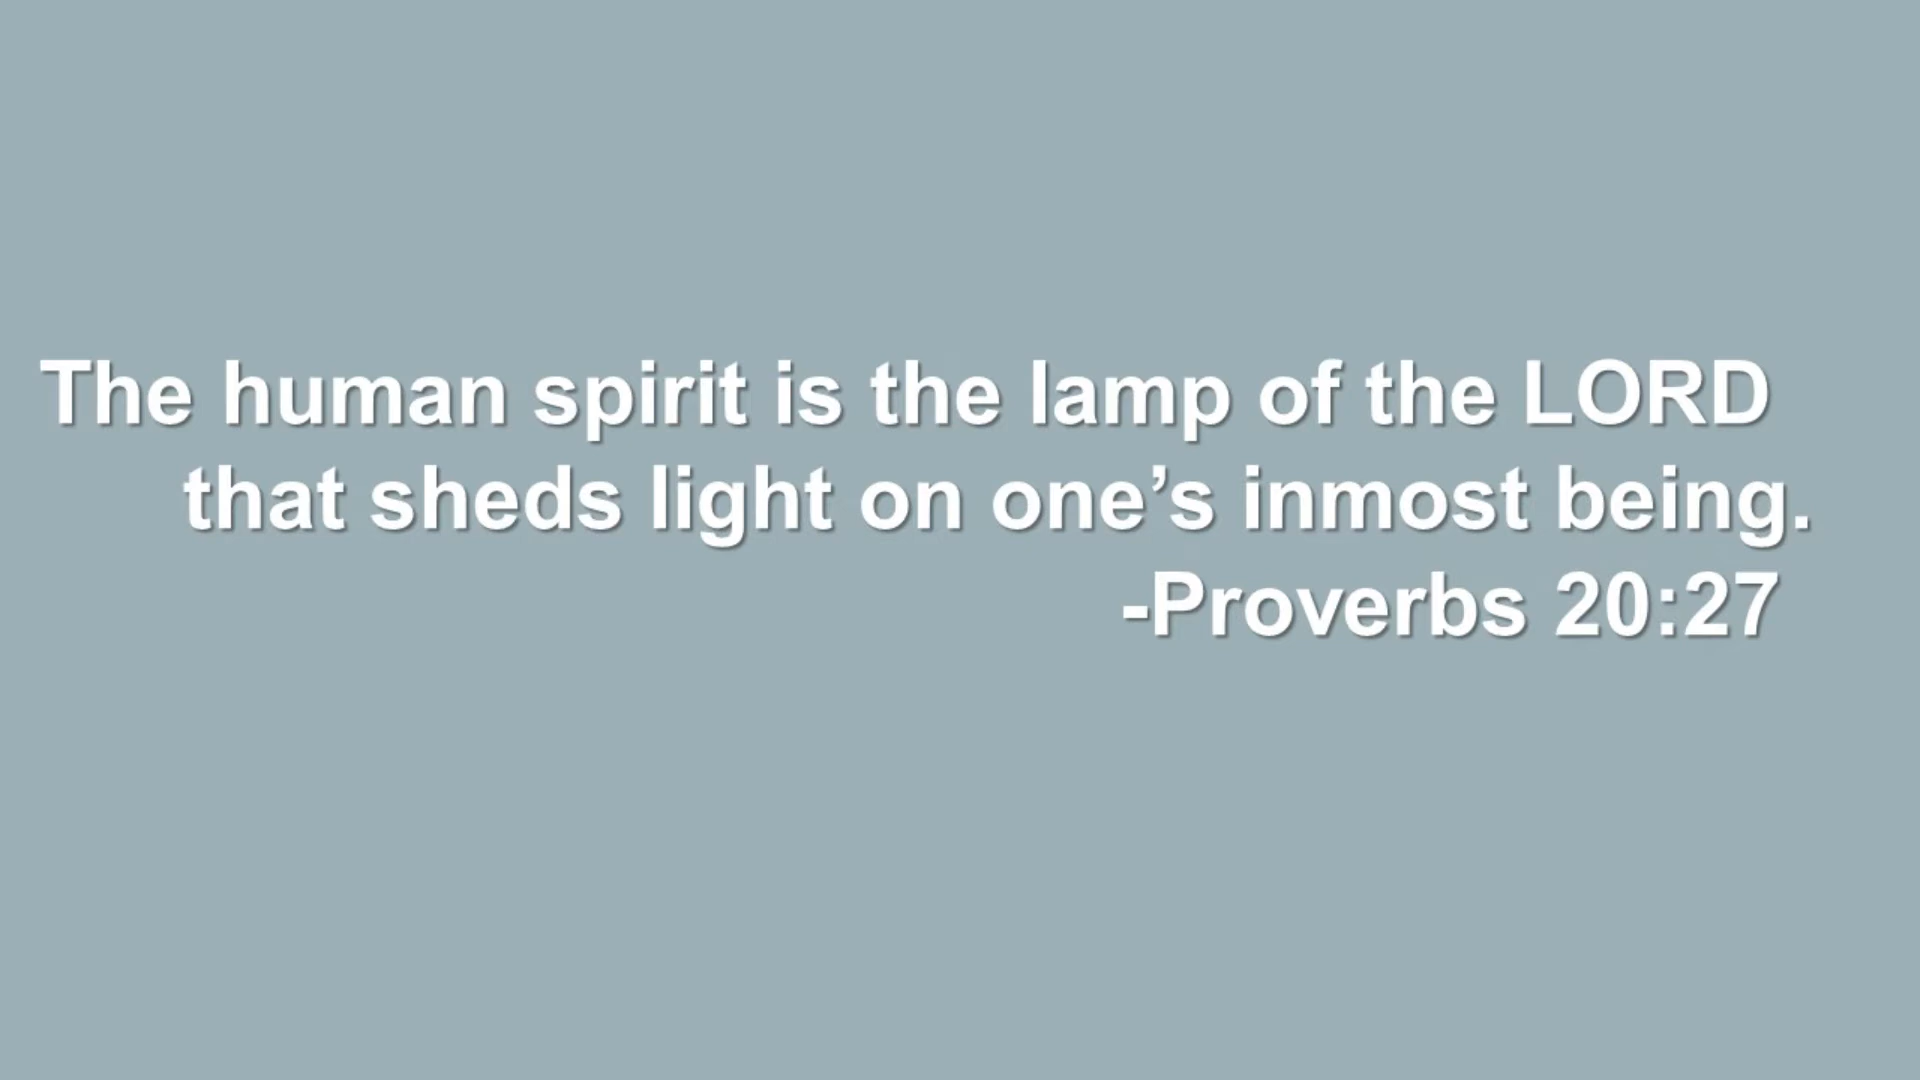 The human spirit is the lamp of the LORD
that sheds light on one’s inmost being.
-Proverbs 20:27